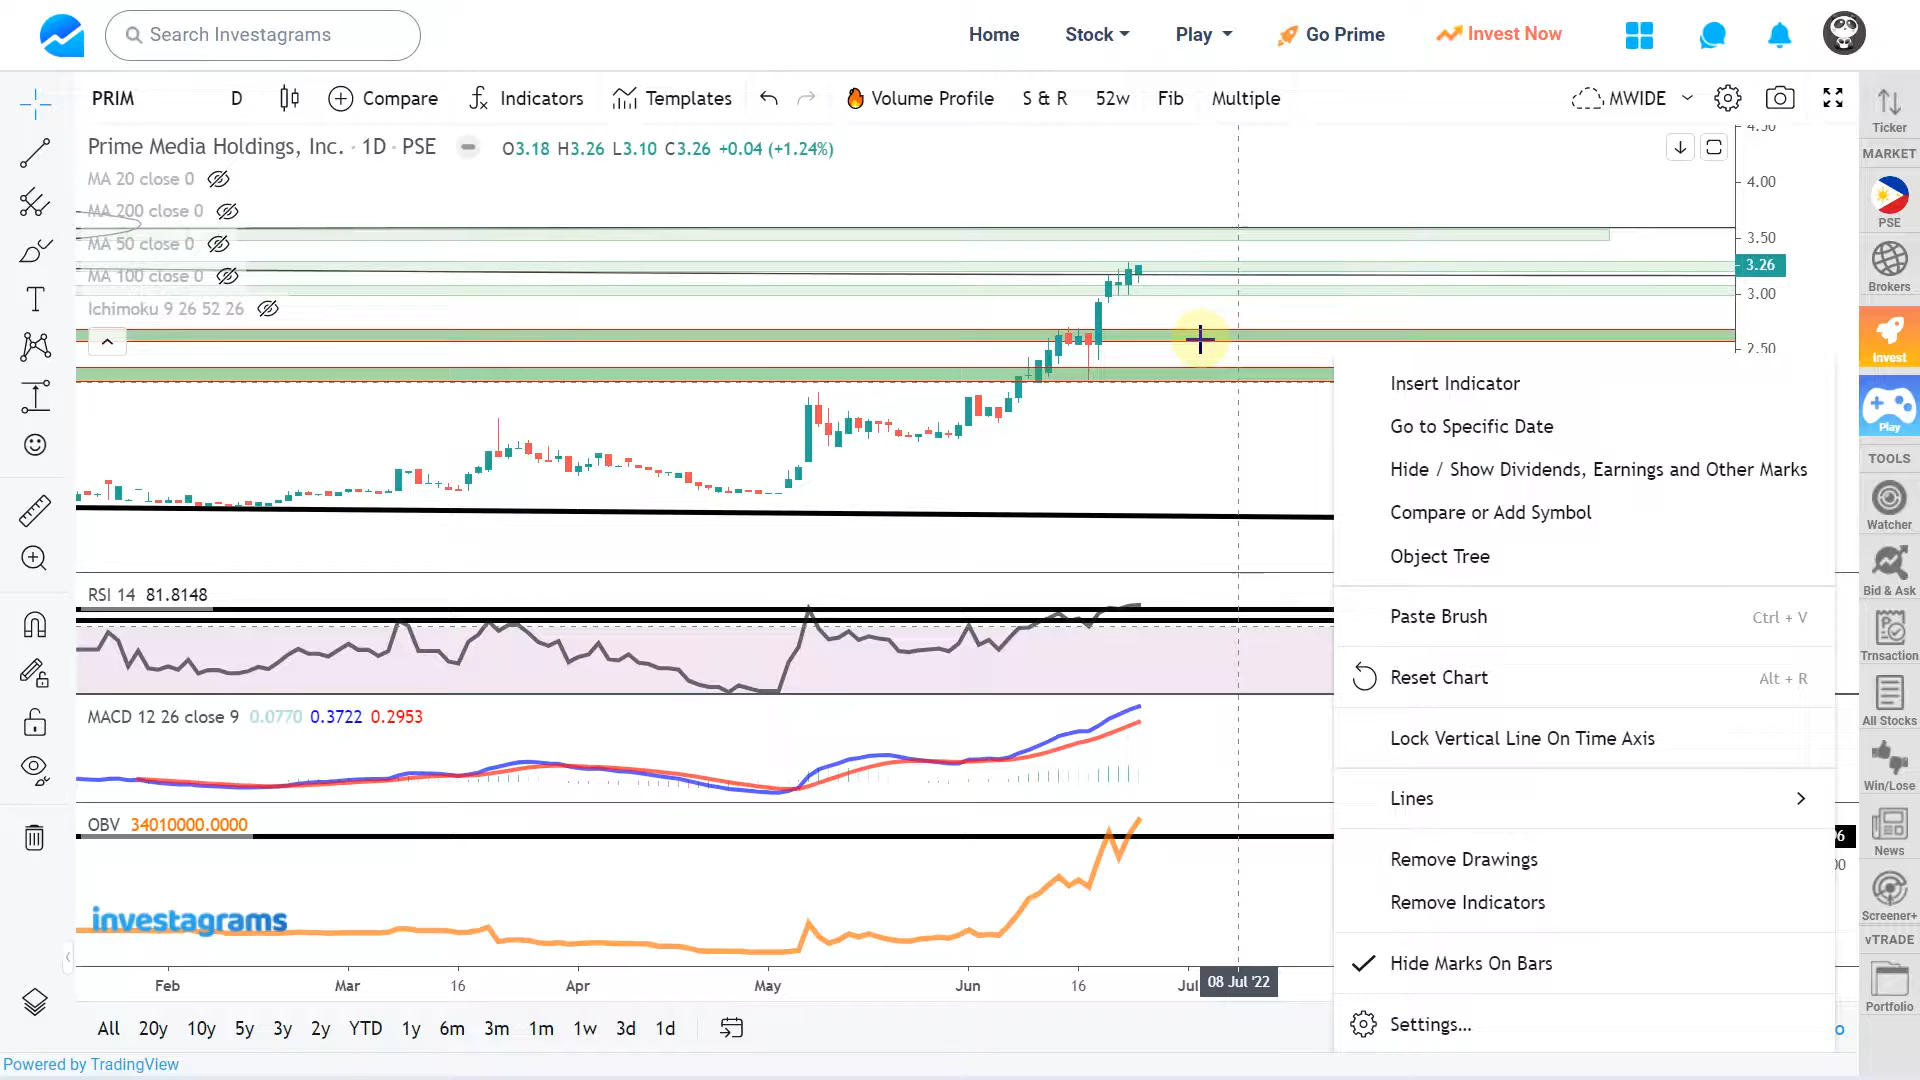 Search Investagrams
Home
Stock
Play
Go Prime
Invest Now
PRIM
D
Compare
Indicators
Templates
Volume Profile
S & R
52w
Fib
Multiple
MWIDE
Ticker
Prime Media Holdings, Inc. · 1D · PSE
O3.18 H3.26 L3.10 C3.26 +0.04 (+1.24%)
MA 20 close 0
MA 200 close 0
MA 50 close 0
MA 100 close 0
Ichimoku 9 26 52 26
4.50
4.00
3.50
3.26
3.00
2.50
MARKET
PSE
Brokers
Invest
Play
TOOLS
Watcher
Bid & Ask
Trnsaction
All Stocks
Win/Lose
News
Screener+
vTRADE
Portfolio
Insert Indicator
Go to Specific Date
Hide / Show Dividends, Earnings and Other Marks
Compare or Add Symbol
Object Tree
Paste Brush Ctrl + V
Reset Chart Alt + R
Lock Vertical Line On Time Axis
Lines
Remove Drawings
Remove Indicators
Hide Marks On Bars
Settings...
RSI 14 81.8148
MACD 12 26 close 9 0.0770 0.3722 0.2953
OBV 34010000.0000
investagrams
Feb
Mar
16
Apr
May
Jun
16
Jul
08 Jul '22
All 20y 10y 5y 3y 2y YTD 1y 6m 3m 1m 1w 3d 1d
Powered by TradingView